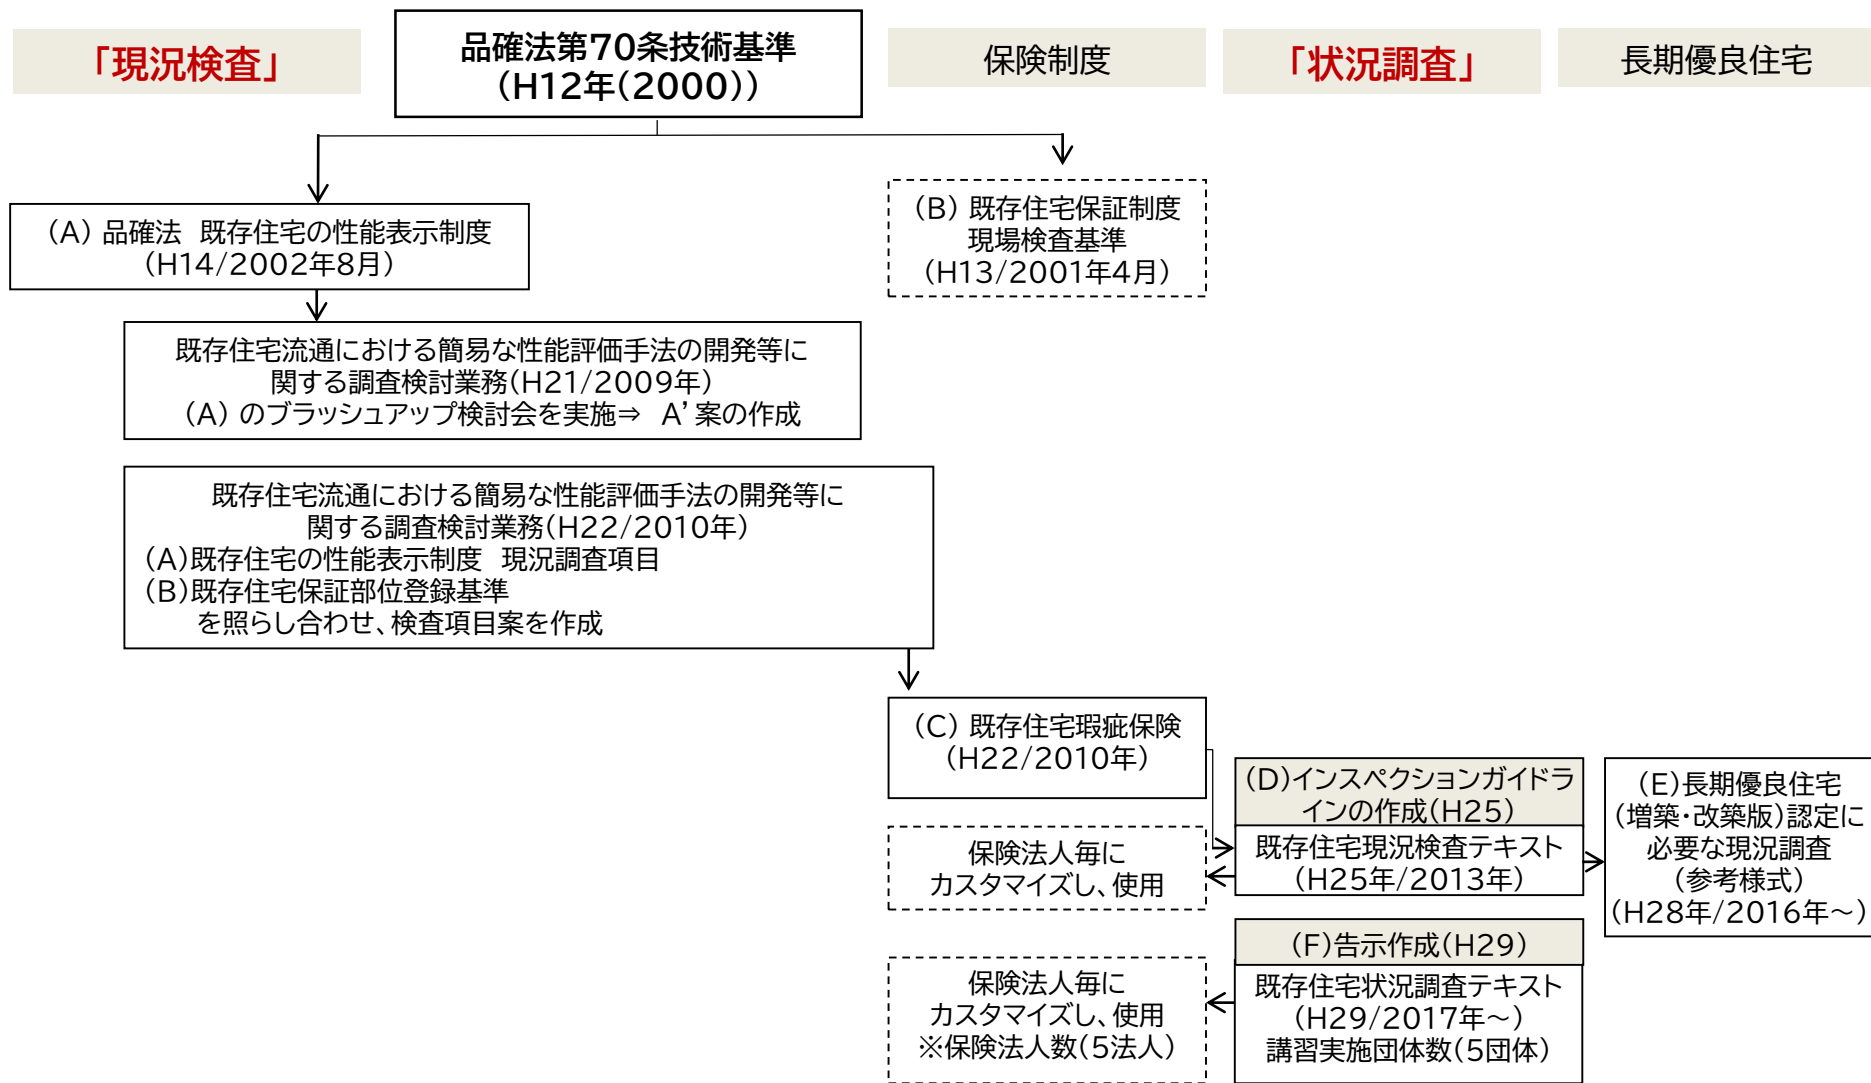 「現況検査」
品確法第70条技術基準
（H12年（2000））
保険制度
「状況調査」
長期優良住宅
（A）品確法　既存住宅の性能表示制度
（H14/2002年8月）
（B）既存住宅保証制度
現場検査基準
（H13/2001年4月）
既存住宅流通における簡易な性能評価手法の開発等に
関する調査検討業務（H21/2009年）
（A）のブラッシュアップ検討会を実施⇒　A’案の作成
既存住宅流通における簡易な性能評価手法の開発等に
関する調査検討業務（H22/2010年）
（A）既存住宅の性能表示制度　現況調査項目
（B）既存住宅保証部位登録基準
を照らし合わせ、検査項目案を作成
（C）既存住宅瑕疵保険
（H22/2010年）
（D）インスペクションガイドラ
インの作成（H25）
既存住宅現況検査テキスト
（H25年/2013年）
（E）長期優良住宅
（増築・改築版）認定に
必要な現況調査
（参考様式）
（H28年/2016年～）
保険法人毎に
カスタマイズし、使用
（F）告示作成（H29）
既存住宅状況調査テキスト
（H29/2017年～）
講習実施団体数（5団体）
保険法人毎に
カスタマイズし、使用
※保険法人数（5法人）